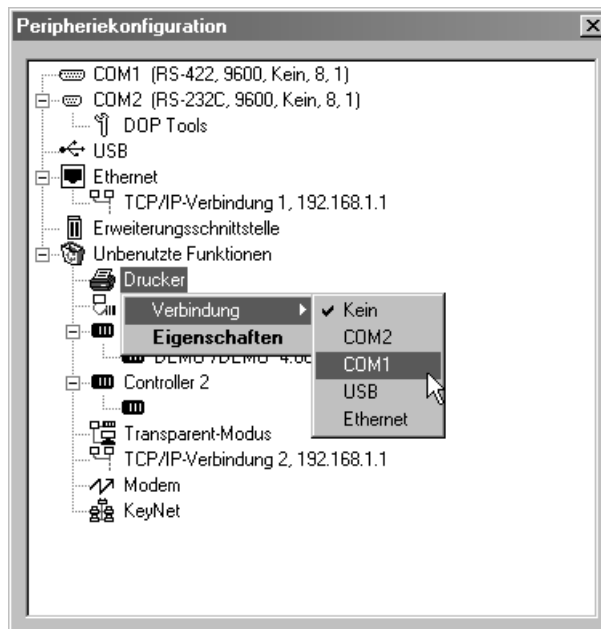 Peripheriekonfiguration
COM1 (RS-422, 9600, Kein, 8, 1)
COM2 (RS-232C, 9600, Kein, 8, 1)
DOP Tools
USB
Ethernet
TCP/IP-Verbindung 1, 192.168.1.1
Erweiterungsschnittstelle
Unbenutzte Funktionen
Drucker
Verbindung
Eigenschaften
Kein
COM2
COM1
USB
Ethernet
Controller 2
Transparent-Modus
TCP/IP-Verbindung 2, 192.168.1.1
Modem
KeyNet